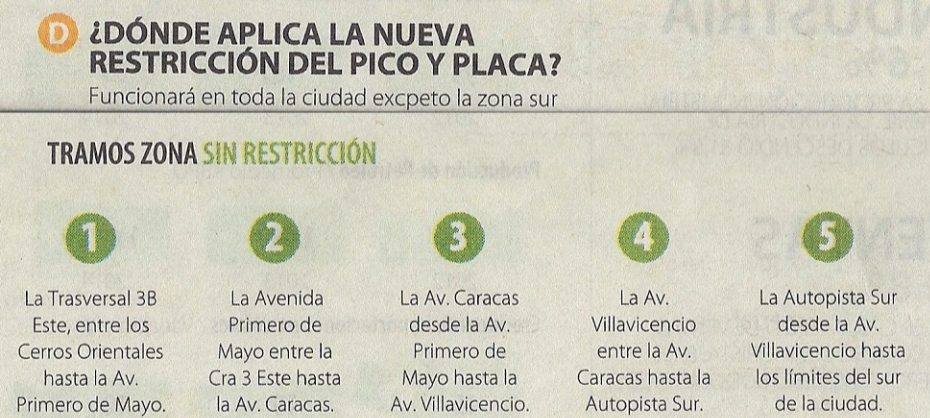 D ¿DÓNDE APLICA LA NUEVA
RESTRICCIÓN DEL PICO Y PLACA?
Funcionará en toda la ciudad excpeto la zona sur
TRAMOS ZONA SIN RESTRICCIÓN
1
La Trasversal 3B
Este, entre los
Cerros Orientales
hasta la Av.
Primero de Mayo.
2
La Avenida
Primero de
Mayo entre la
Cra 3 Este hasta
la Av. Caracas.
3
La Av. Caracas
desde la Av.
Primero de
Mayo hasta la
Av. Villavicencio.
4
La Av.
Villavicencio
entre la Av.
Caracas hasta la
Autopista Sur.
5
La Autopista Sur
desde la Av.
Villavicencio hasta
los límites del sur
de la ciudad.